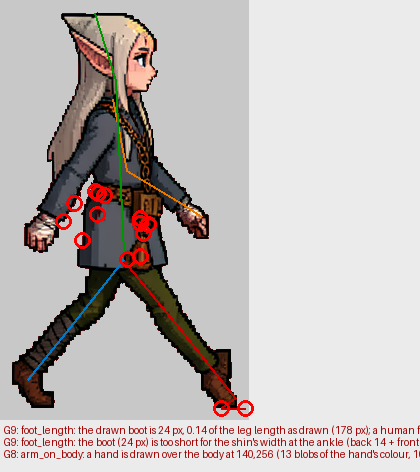 G9: foot_length: the drawn boot is 24 px, 0.14 of the leg length as drawn (178 px); a human f
G9: foot_length: the boot (24 px) is too short for the shin's width at the ankle (back 14 + front
G8: arm_on_body: a hand is drawn over the body at 140,256 (13 blobs of the hand's colour,